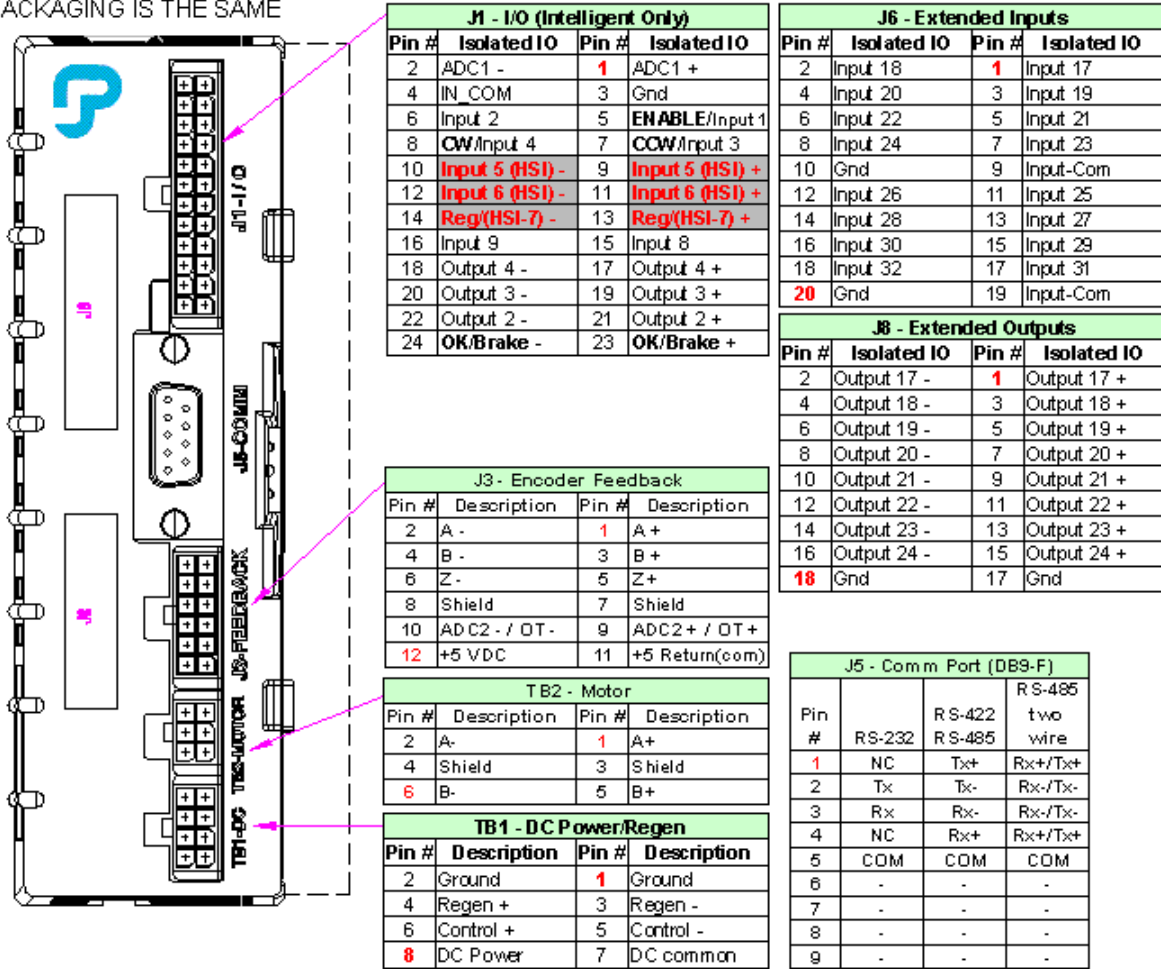 ACKAGING IS THE SAME
J1-I/O
J6
J5-COMM
J8
J3-FEEDBACK
TB2-MOTOR
TB1-DC
J1 - I/O (Intelligent Only)
Pin # Isolated IO Pin # Isolated IO
2 ADC1 - 1 ADC1 +
4 IN_COM 3 Gnd
6 Input 2 5 ENABLE/Input 1
8 CW/Input 4 7 CCW/Input 3
10 Input 5 (HSI) - 9 Input 5 (HSI) +
12 Input 6 (HSI) - 11 Input 6 (HSI) +
14 Reg/(HSI-7) - 13 Reg/(HSI-7) +
16 Input 9 15 Input 8
18 Output 4 - 17 Output 4 +
20 Output 3 - 19 Output 3 +
22 Output 2 - 21 Output 2 +
24 OK/Brake - 23 OK/Brake +
J6 - Extended Inputs
Pin # Isolated IO Pin # Isolated IO
2 Input 18 1 Input 17
4 Input 20 3 Input 19
6 Input 22 5 Input 21
8 Input 24 7 Input 23
10 Gnd 9 Input-Com
12 Input 26 11 Input 25
14 Input 28 13 Input 27
16 Input 30 15 Input 29
18 Input 32 17 Input 31
20 Gnd 19 Input-Com
J8 - Extended Outputs
Pin # Isolated IO Pin # Isolated IO
2 Output 17 - 1 Output 17 +
4 Output 18 - 3 Output 18 +
6 Output 19 - 5 Output 19 +
8 Output 20 - 7 Output 20 +
10 Output 21 - 9 Output 21 +
12 Output 22 - 11 Output 22 +
14 Output 23 - 13 Output 23 +
16 Output 24 - 15 Output 24 +
18 Gnd 17 Gnd
J3 - Encoder Feedback
Pin # Description Pin # Description
2 A - 1 A +
4 B - 3 B +
6 Z - 5 Z +
8 Shield 7 Shield
10 ADC2 - / OT - 9 ADC2 + / OT +
12 +5 VDC 11 +5 Return(com)
TB2 - Motor
Pin # Description Pin # Description
2 A- 1 A+
4 Shield 3 Shield
6 B- 5 B+
TB1 - DC Power/Regen
Pin # Description Pin # Description
2 Ground 1 Ground
4 Regen + 3 Regen -
6 Control + 5 Control -
8 DC Power 7 DC common
J5 - Comm Port (DB9-F)
RS-485
Pin RS-422 two
# RS-232 RS-485 wire
1 NC Tx+ Rx+/Tx+
2 Tx Tx- Rx-/Tx-
3 Rx Rx- Rx-/Tx-
4 NC Rx+ Rx+/Tx+
5 COM COM COM
6 - - -
7 - - -
8 - - -
9 - - -